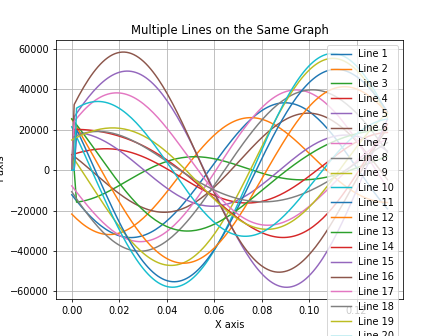 Multiple Lines on the Same Graph
60000
40000
20000
0
−20000
−40000
−60000
0.00
0.02
0.04
0.06
0.08
0.10
X axis
Line 1
Line 2
Line 3
Line 4
Line 5
Line 6
Line 7
Line 8
Line 9
Line 10
Line 11
Line 12
Line 13
Line 14
Line 15
Line 16
Line 17
Line 18
Line 19
Line 20